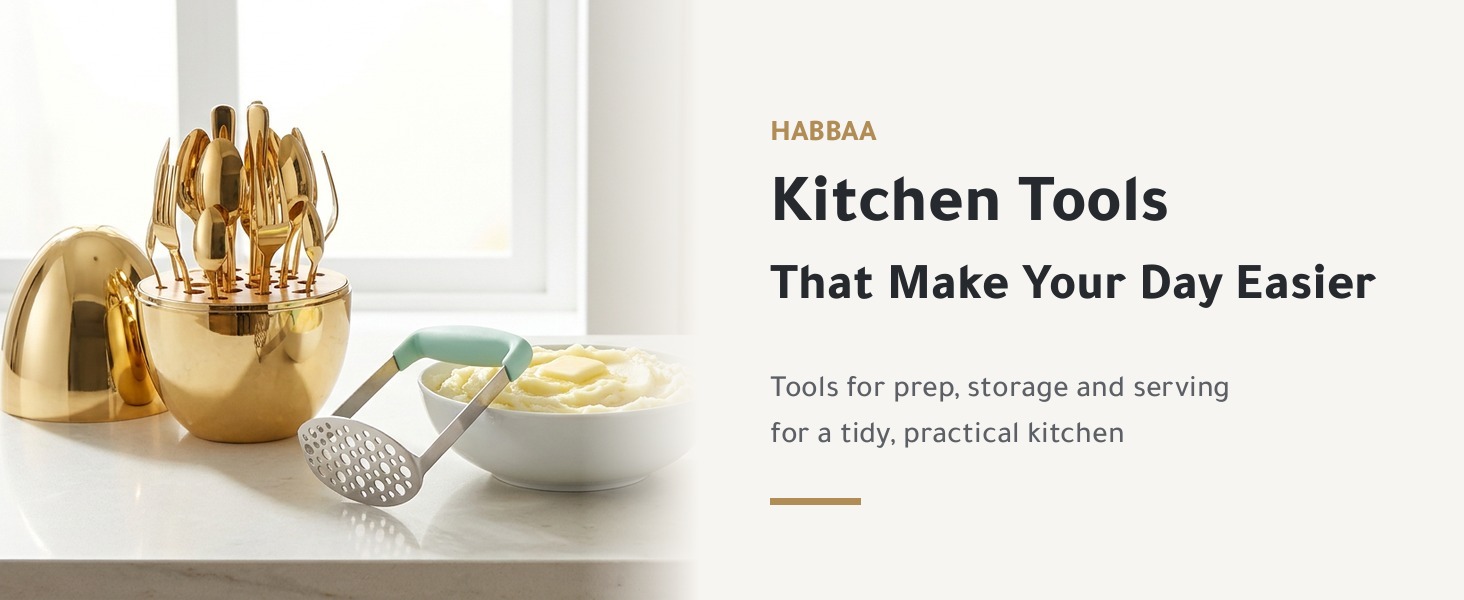 HABBAA
Kitchen Tools
That Make Your Day Easier
Tools for prep, storage and serving
for a tidy, practical kitchen